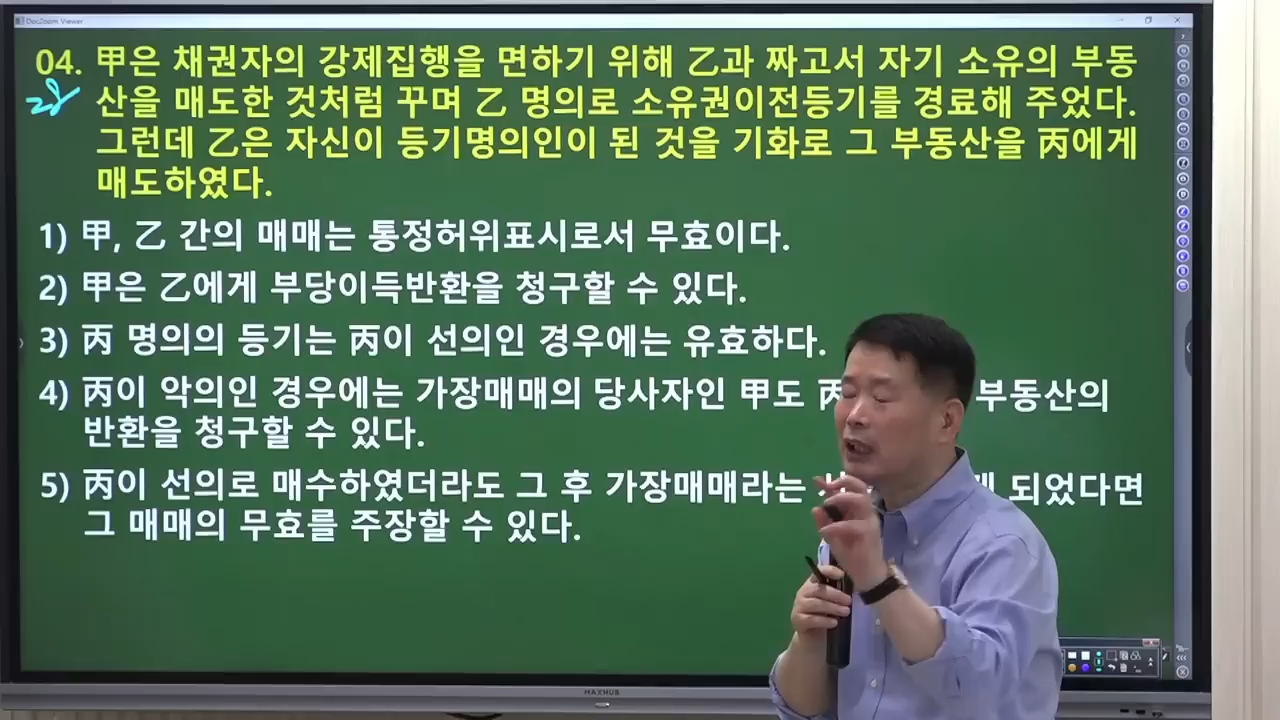 DocZoom Viewer
04. 甲은 채권자의 강제집행을 면하기 위해 乙과 짜고서 자기 소유의 부동
산을 매도한 것처럼 꾸며 乙 명의로 소유권이전등기를 경료해 주었다.
그런데 乙은 자신이 등기명의인이 된 것을 기화로 그 부동산을 丙에게
매도하였다.
1) 甲, 乙 간의 매매는 통정허위표시로서 무효이다.
2) 甲은 乙에게 부당이득반환을 청구할 수 있다.
3) 丙 명의의 등기는 丙이 선의인 경우에는 유효하다.
4) 丙이 악의인 경우에는 가장매매의 당사자인 甲도 부동산의
반환을 청구할 수 있다.
5) 丙이 선의로 매수하였더라도 그 후 가장매매라는 되었다면
그 매매의 무효를 주장할 수 있다.
MAXHUB